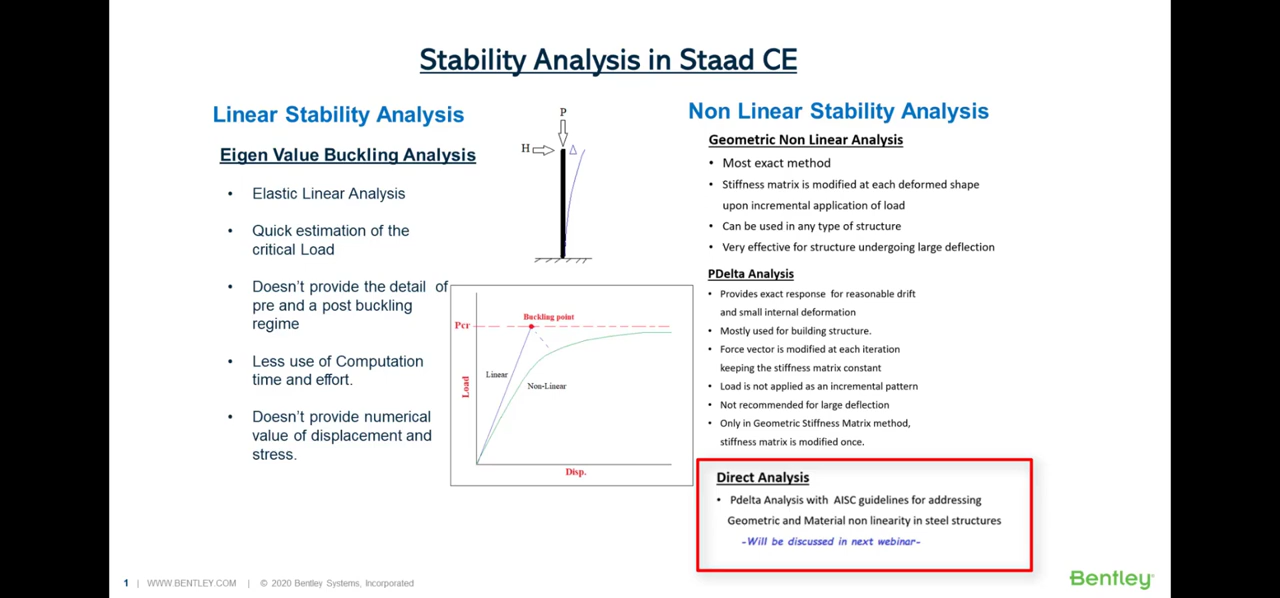 Stability Analysis in Staad CE
Linear Stability Analysis
Eigen Value Buckling Analysis
• Elastic Linear Analysis
• Quick estimation of the
critical Load
• Doesn't provide the detail of
pre and a post buckling
regime
• Less use of Computation
time and effort.
• Doesn't provide numerical
value of displacement and
stress.
P
H
Δ
Buckling point
Pcr
Linear
Non-Linear
Load
Disp.
Non Linear Stability Analysis
Geometric Non Linear Analysis
• Most exact method
• Stiffness matrix is modified at each deformed shape
upon incremental application of load
• Can be used in any type of structure
• Very effective for structure undergoing large deflection
PDelta Analysis
• Provides exact response for reasonable drift
and small internal deformation
• Mostly used for building structure.
• Force vector is modified at each iteration
keeping the stiffness matrix constant
• Load is not applied as an incremental pattern
• Not recommended for large deflection
• Only in Geometric Stiffness Matrix method,
stiffness matrix is modified once.
Direct Analysis
• Pdelta Analysis with AISC guidelines for addressing
Geometric and Material non linearity in steel structures
-Will be discussed in next webinar-
1 | WWW.BENTLEY.COM | © 2020 Bentley Systems, Incorporated
Bentley